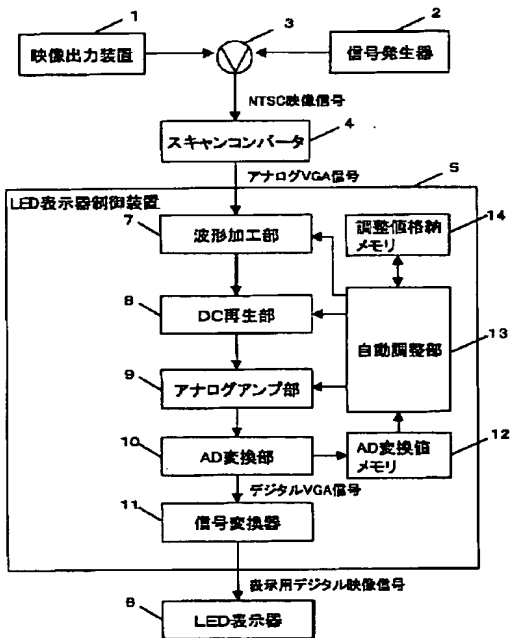 1
2
3
映像出力装置
信号発生器
NTSC映像信号
4
スキャンコンバータ
アナログVGA信号
5
LED表示器制御装置
7
波形加工部
調整値格納
メモリ
14
8
DC再生部
自動調整部
13
9
アナログアンプ部
10
AD変換部
AD変換値
メモリ
12
デジタルVGA信号
11
信号変換器
表示用デジタル映像信号
6
LED表示器